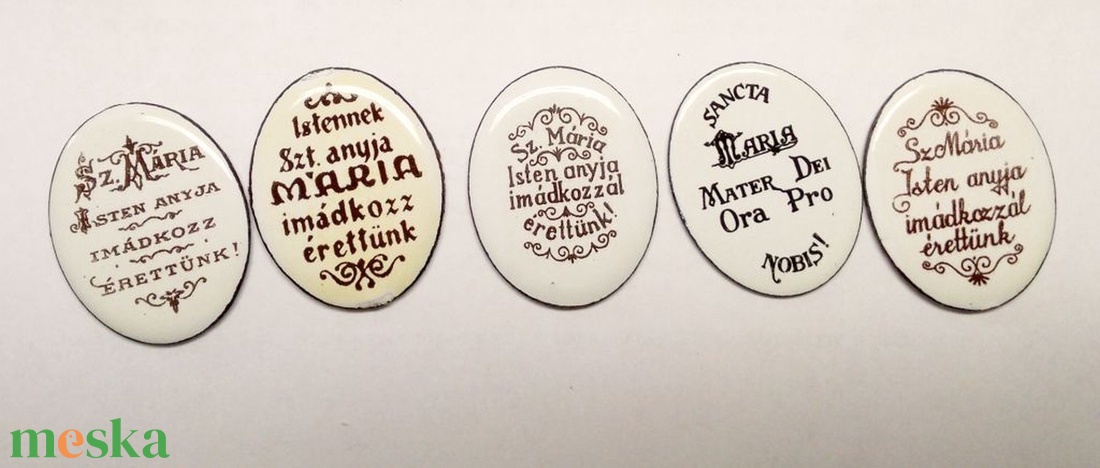 Sz. Mária
Isten anyja
imádkozz
érettünk!
Istennek
Szt. anyja
MARIA
imádkozz
érettünk
Sz. Mária
Isten anyja
imádkozzál
érettünk!
SANCTA
MARIA
MATER DEI
Ora Pro
NOBIS!
Sz Mária
Isten anyja
imádkozzál
érettünk
meska